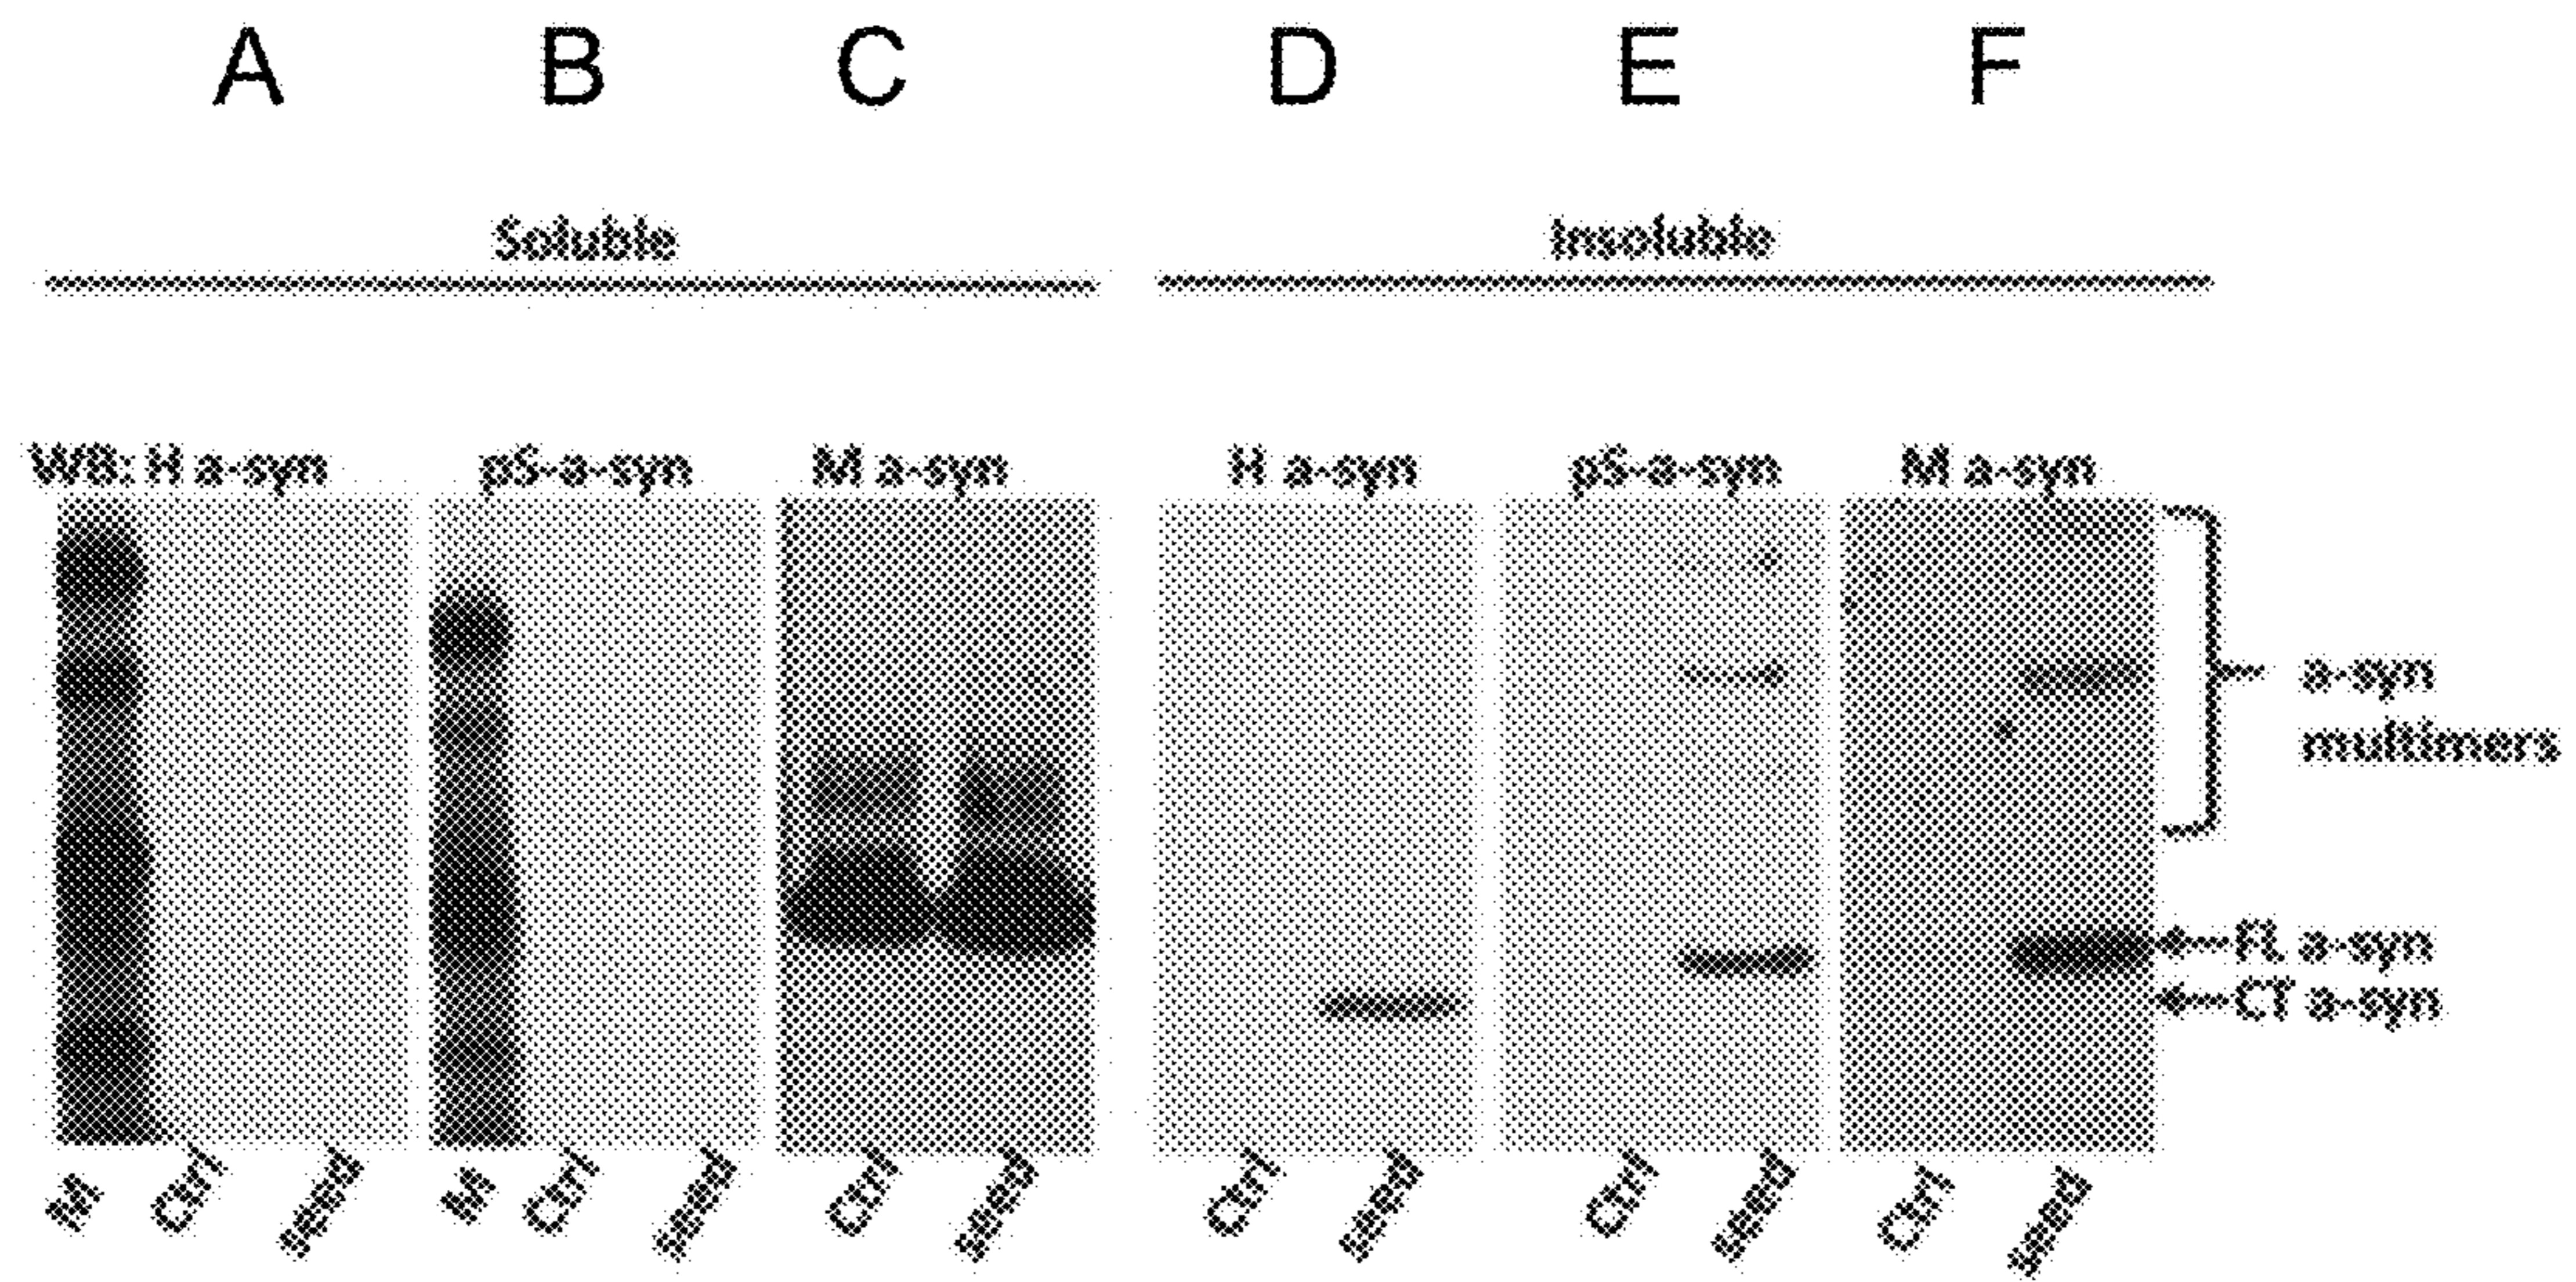 A B C D E F
Soluble Insoluble
WB: H a-syn pS-a-syn M a-syn H a-syn pS-a-syn M a-syn
a-syn
multimers
FL a-syn
CT a-syn
M Ctrl seed M Ctrl seed Ctrl seed Ctrl seed Ctrl seed Ctrl seed